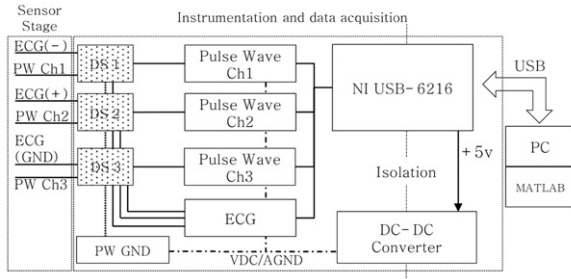 Sensor
Stage
Instrumentation and data acquisition
ECG(-)
PW Ch1
ECG(+)
PW Ch2
ECG
(GND)
PW Ch3
DS 1
DS 2
DS 3
Pulse Wave
Ch1
Pulse Wave
Ch2
Pulse Wave
Ch3
ECG
PW GND
VDC/AGND
NI USB-6216
Isolation
+5v
DC-DC
Converter
USB
PC
MATLAB